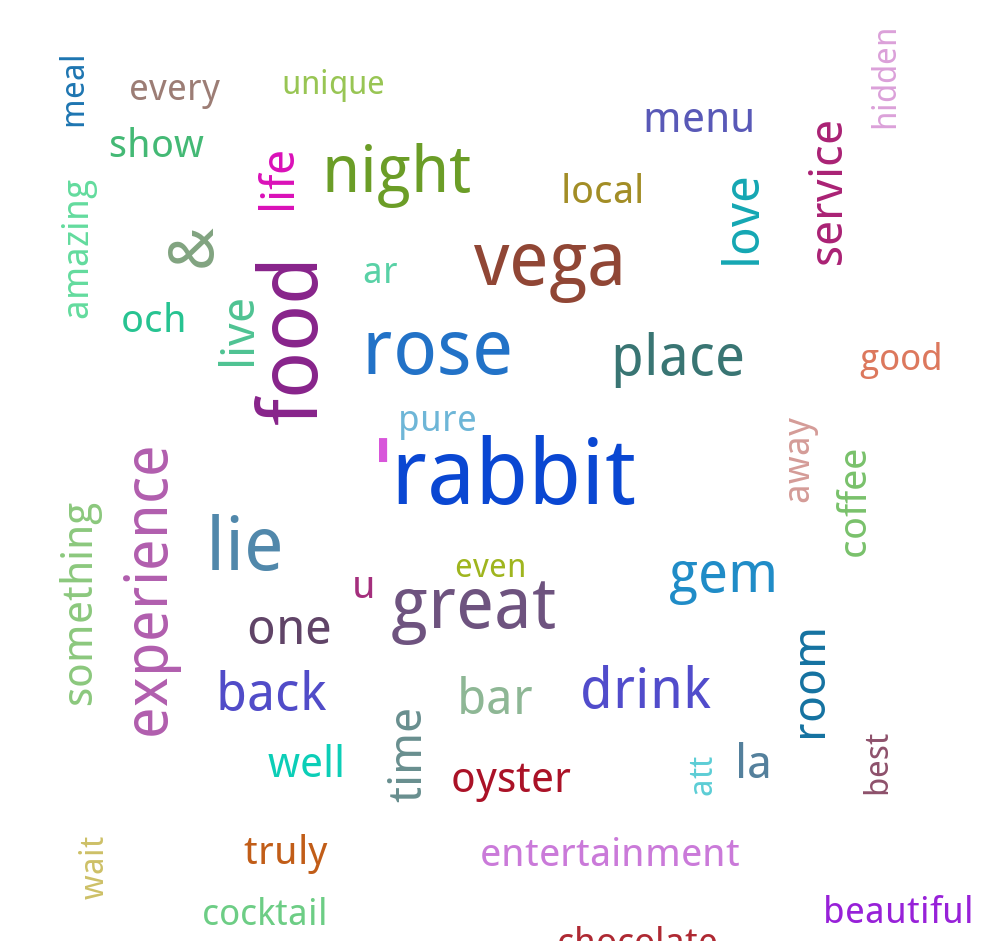 meal
every
unique
hidden
menu
show
night
life
service
local
love
amazing
&
vega
ar
food
och
live
rose
place
good
pure
'rabbit
away
coffee
experience
something
lie
even
gem
u
great
one
back
bar
drink
room
time
well
oyster
att
la
best
wait
truly
entertainment
cocktail
beautiful
chocolate